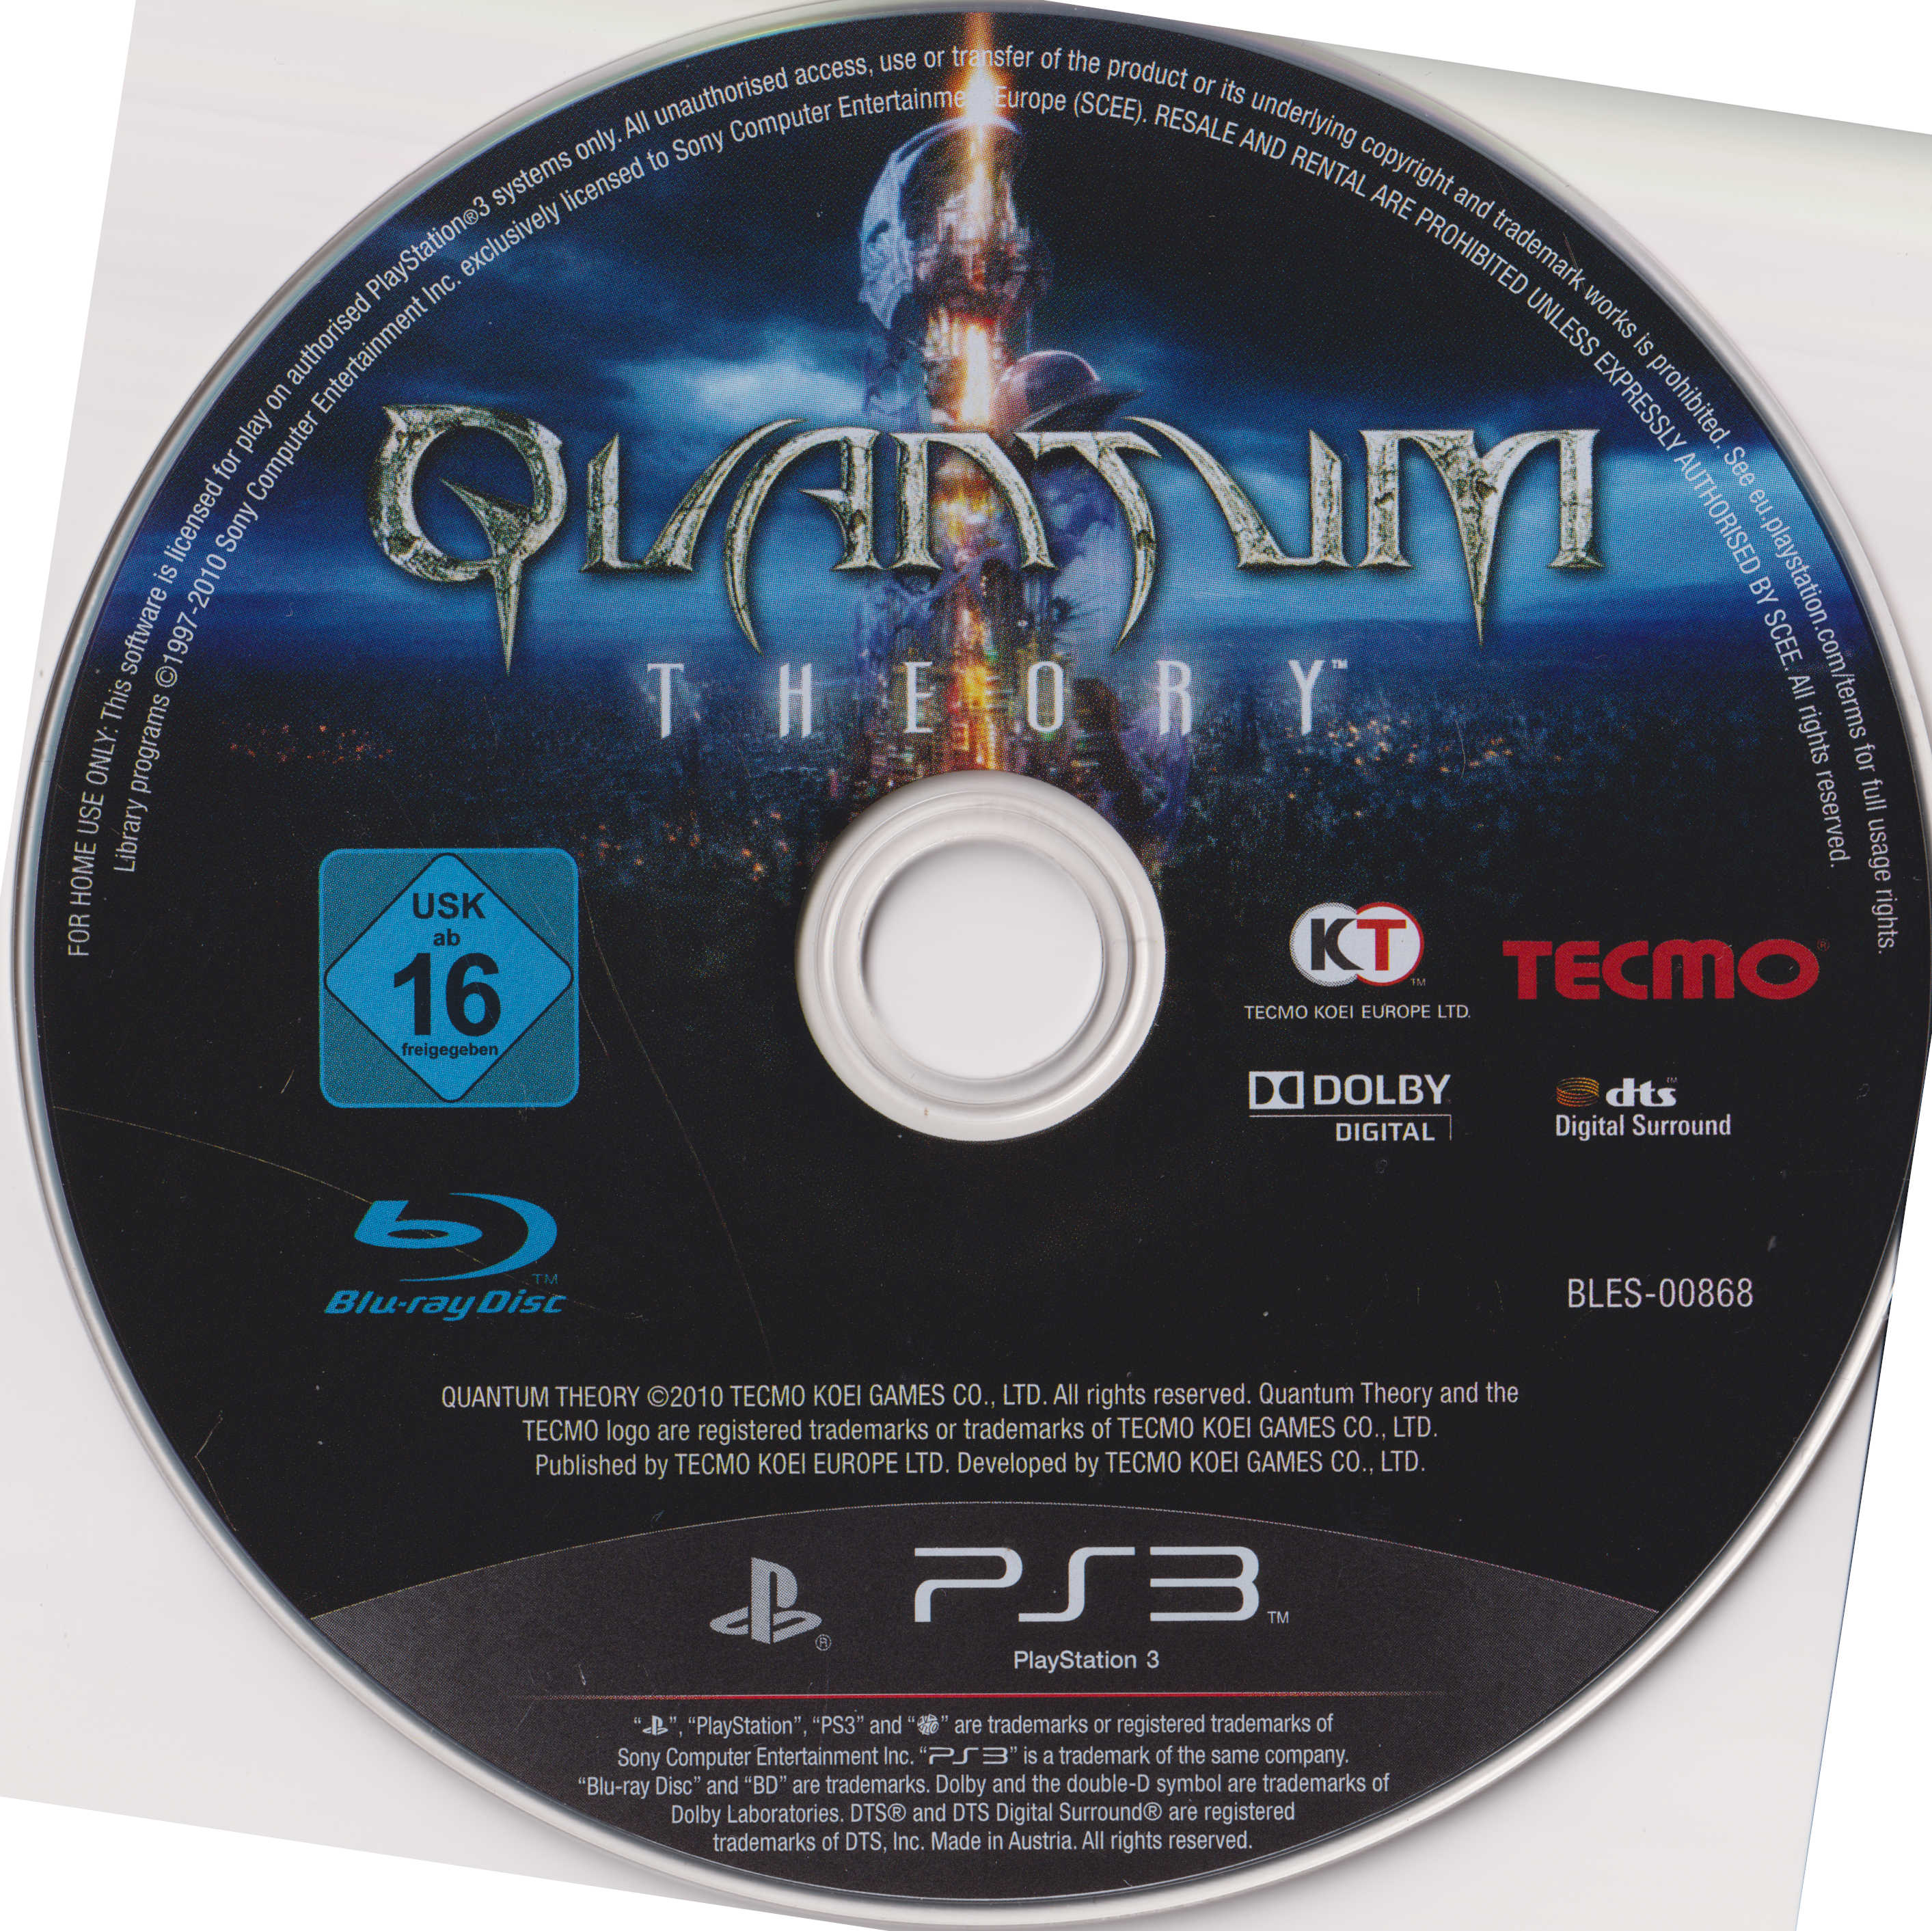 FOR HOME USE ONLY: This software is licensed for play on authorised PlayStation®3 systems only. All unauthorised access, use or transfer of the product or its underlying copyright and trademark works is prohibited. See eu.playstation.com/terms for full usage rights.
Library programs ©1997-2010 Sony Computer Entertainment Inc. exclusively licensed to Sony Computer Entertainment Europe (SCEE). RESALE AND RENTAL ARE PROHIBITED UNLESS EXPRESSLY AUTHORISED BY SCEE. All rights reserved.
QUANTUM
THEORY™
USK
ab
16
freigegeben
KT™
TECMO KOEI EUROPE LTD.
TECMO®
DOLBY
DIGITAL
dts™
Digital Surround
Blu-ray Disc™
BLES-00868
QUANTUM THEORY ©2010 TECMO KOEI GAMES CO., LTD. All rights reserved. Quantum Theory and the
TECMO logo are registered trademarks or trademarks of TECMO KOEI GAMES CO., LTD.
Published by TECMO KOEI EUROPE LTD. Developed by TECMO KOEI GAMES CO., LTD.
PS3™
®
PlayStation 3
“ ”, “PlayStation”, “PS3” and “ ” are trademarks or registered trademarks of
Sony Computer Entertainment Inc. “PS3” is a trademark of the same company.
“Blu-ray Disc” and “BD” are trademarks. Dolby and the double-D symbol are trademarks of
Dolby Laboratories. DTS® and DTS Digital Surround® are registered
trademarks of DTS, Inc. Made in Austria. All rights reserved.